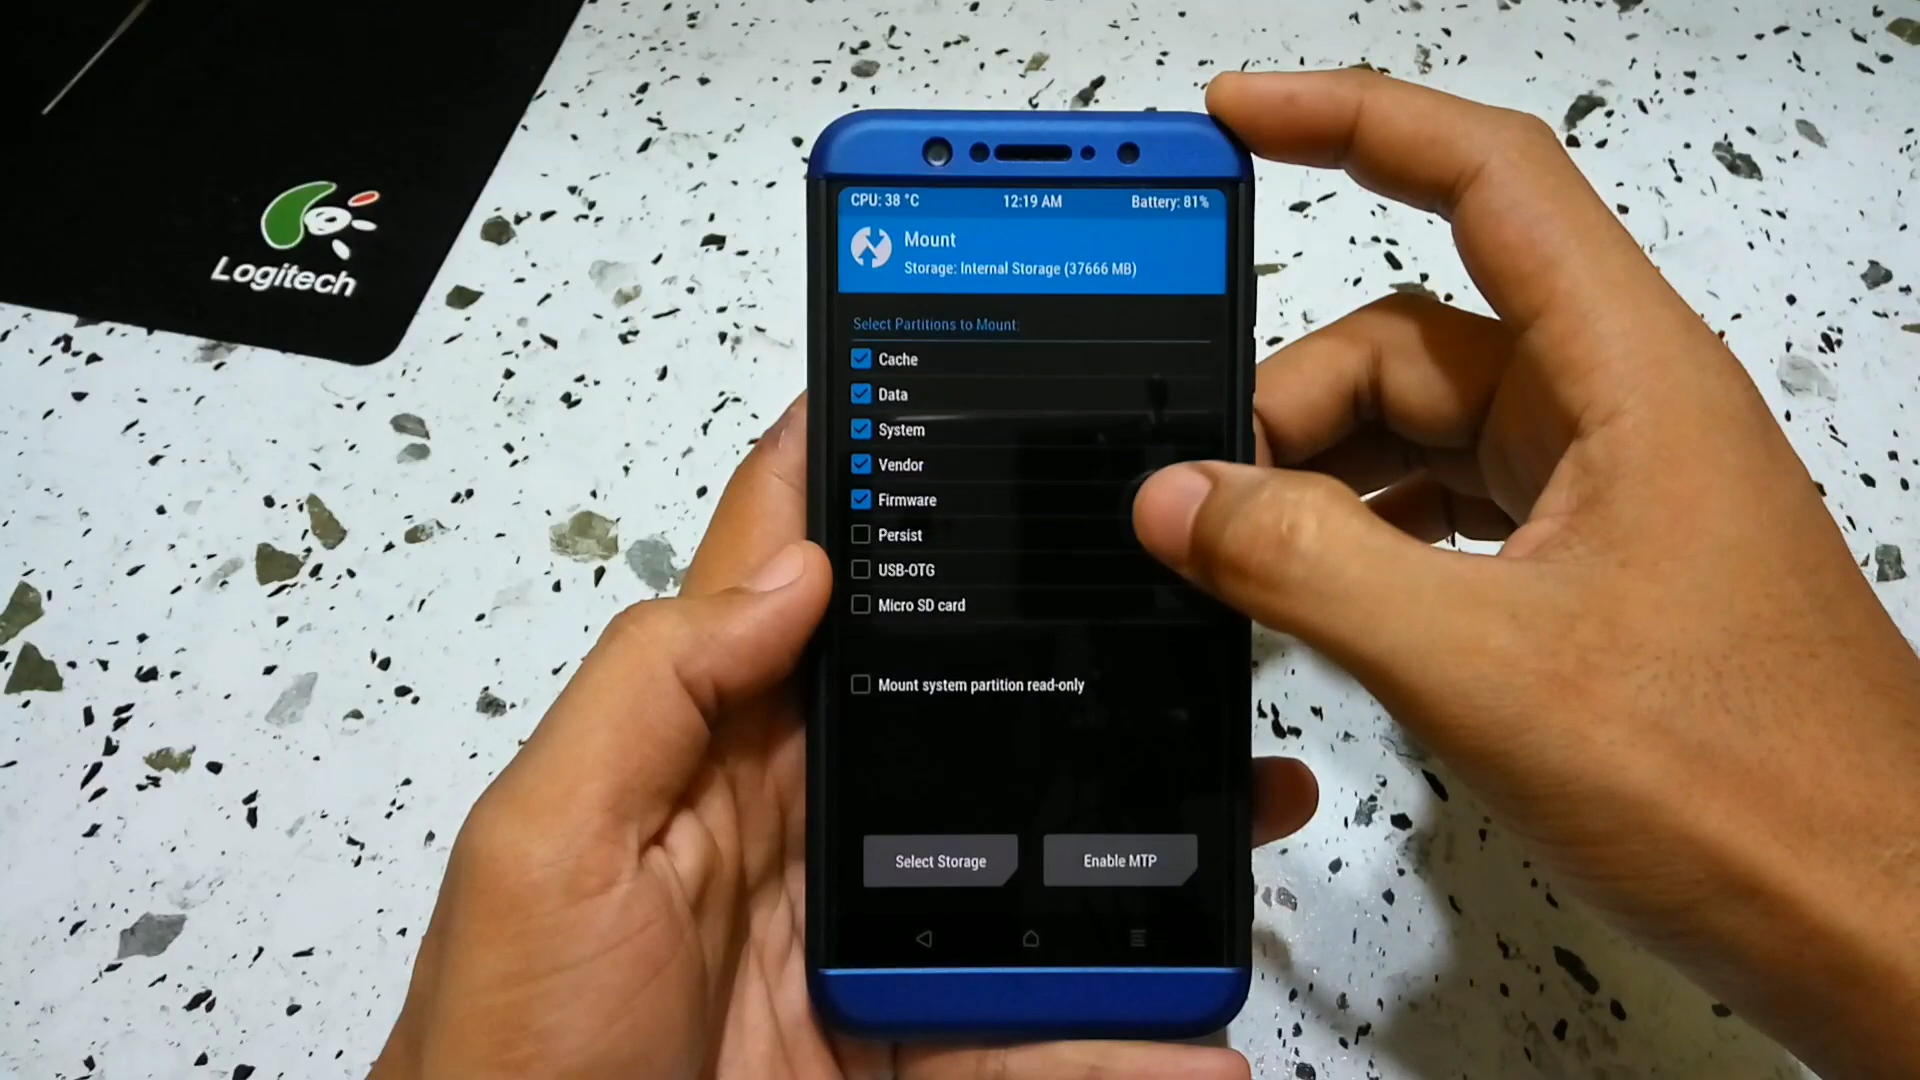 Logitech
CPU: 38 °C 12:19 AM Battery: 81%
Mount
Storage: Internal Storage (37666 MB)
Select Partitions to Mount:
Cache
Data
System
Vendor
Firmware
Persist
USB-OTG
Micro SD card
Mount system partition read-only
Select Storage Enable MTP